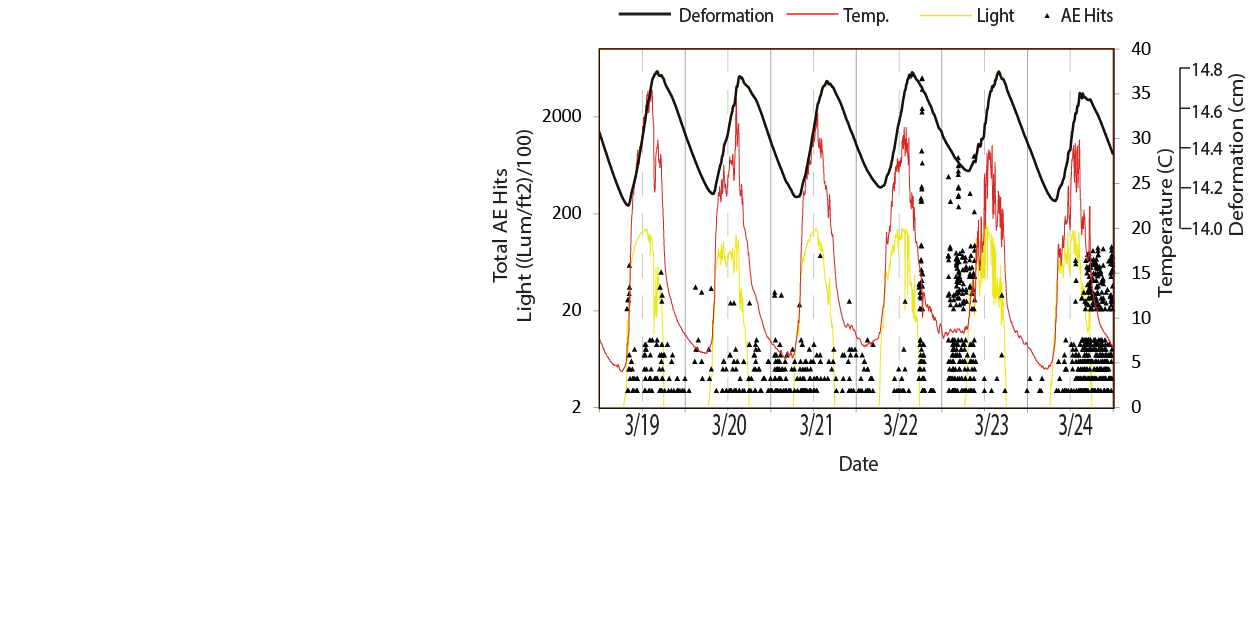 Deformation Temp. Light AE Hits
40
35
30
25
20
15
10
5
0
14.8
14.6
14.4
14.2
14.0
2000
200
20
2
Total AE Hits
Light ((Lum/ft2)/100)
Temperature (C)
Deformation (cm)
3/19 3/20 3/21 3/22 3/23 3/24
Date